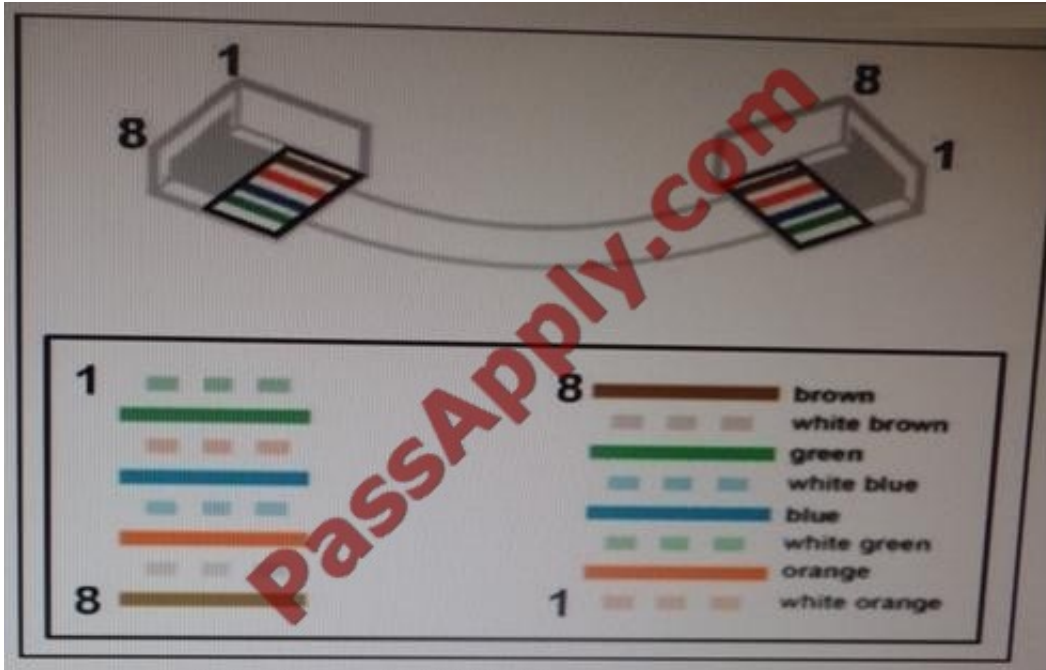 1
8
8
1
PassApply.com
1
8
8
brown
white brown
green
white blue
blue
white green
orange
1
white orange